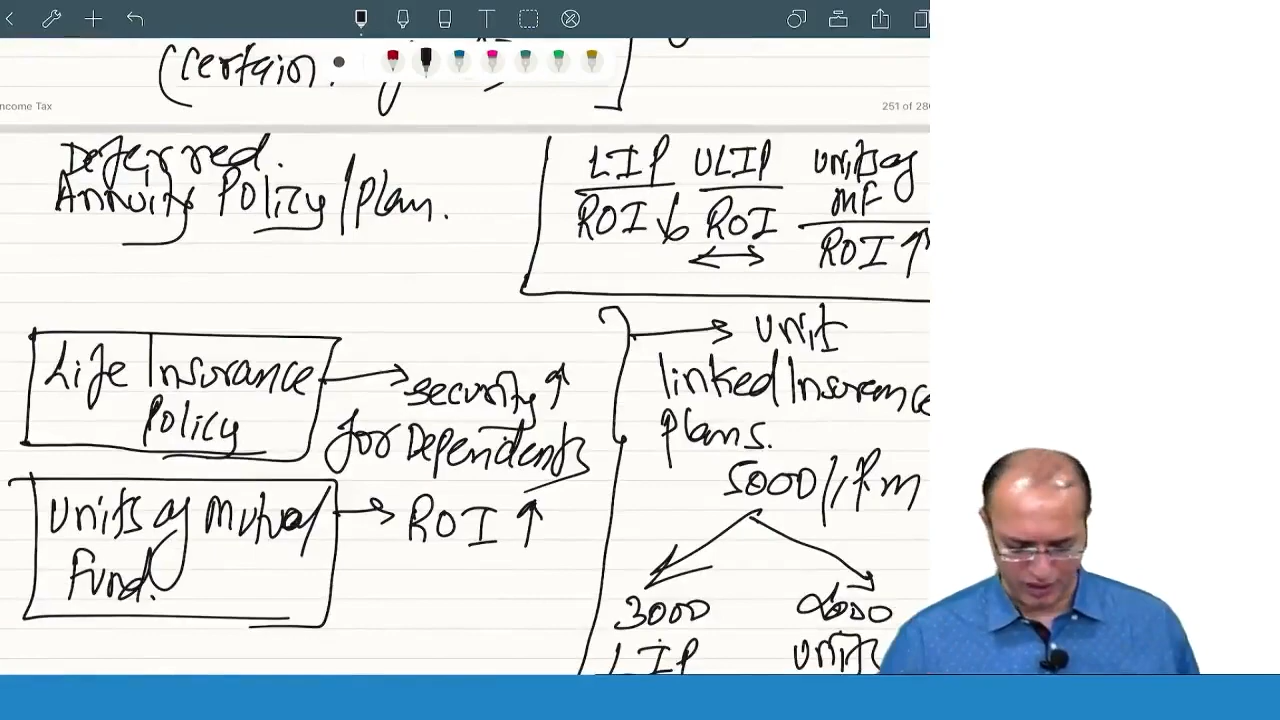 (certain.
ncome Tax
251 of 28
Deferred.
Annuity Policy/Plan.
LIP ULIP units of
MF
ROI ↓ ROI ROI ↑
Life Insurance
Policy
security ↑
for Dependents
units of mutual
Fund.
ROI ↑
unit
linked Insurance
plans.
5000/- Pm
3000 2000
LIP units